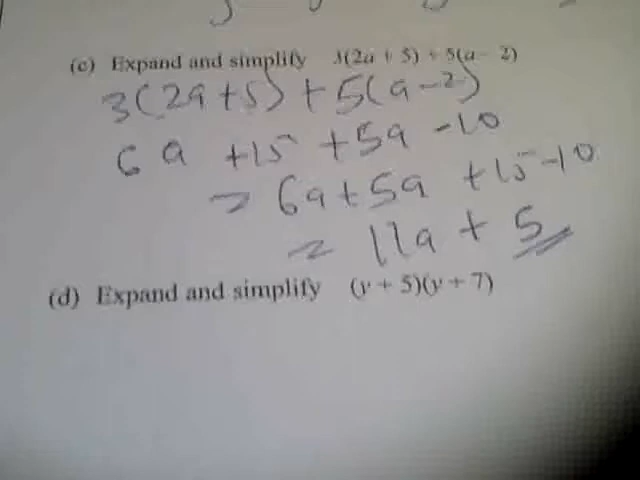 (c) Expand and simplify 3(2a + 5) + 5(a - 2)
3(2a+5) + 5(a-2)
6a +15 +5a -10
= 6a+5a +15-10
= 11a + 5
(d) Expand and simplify (y + 5)(y + 7)